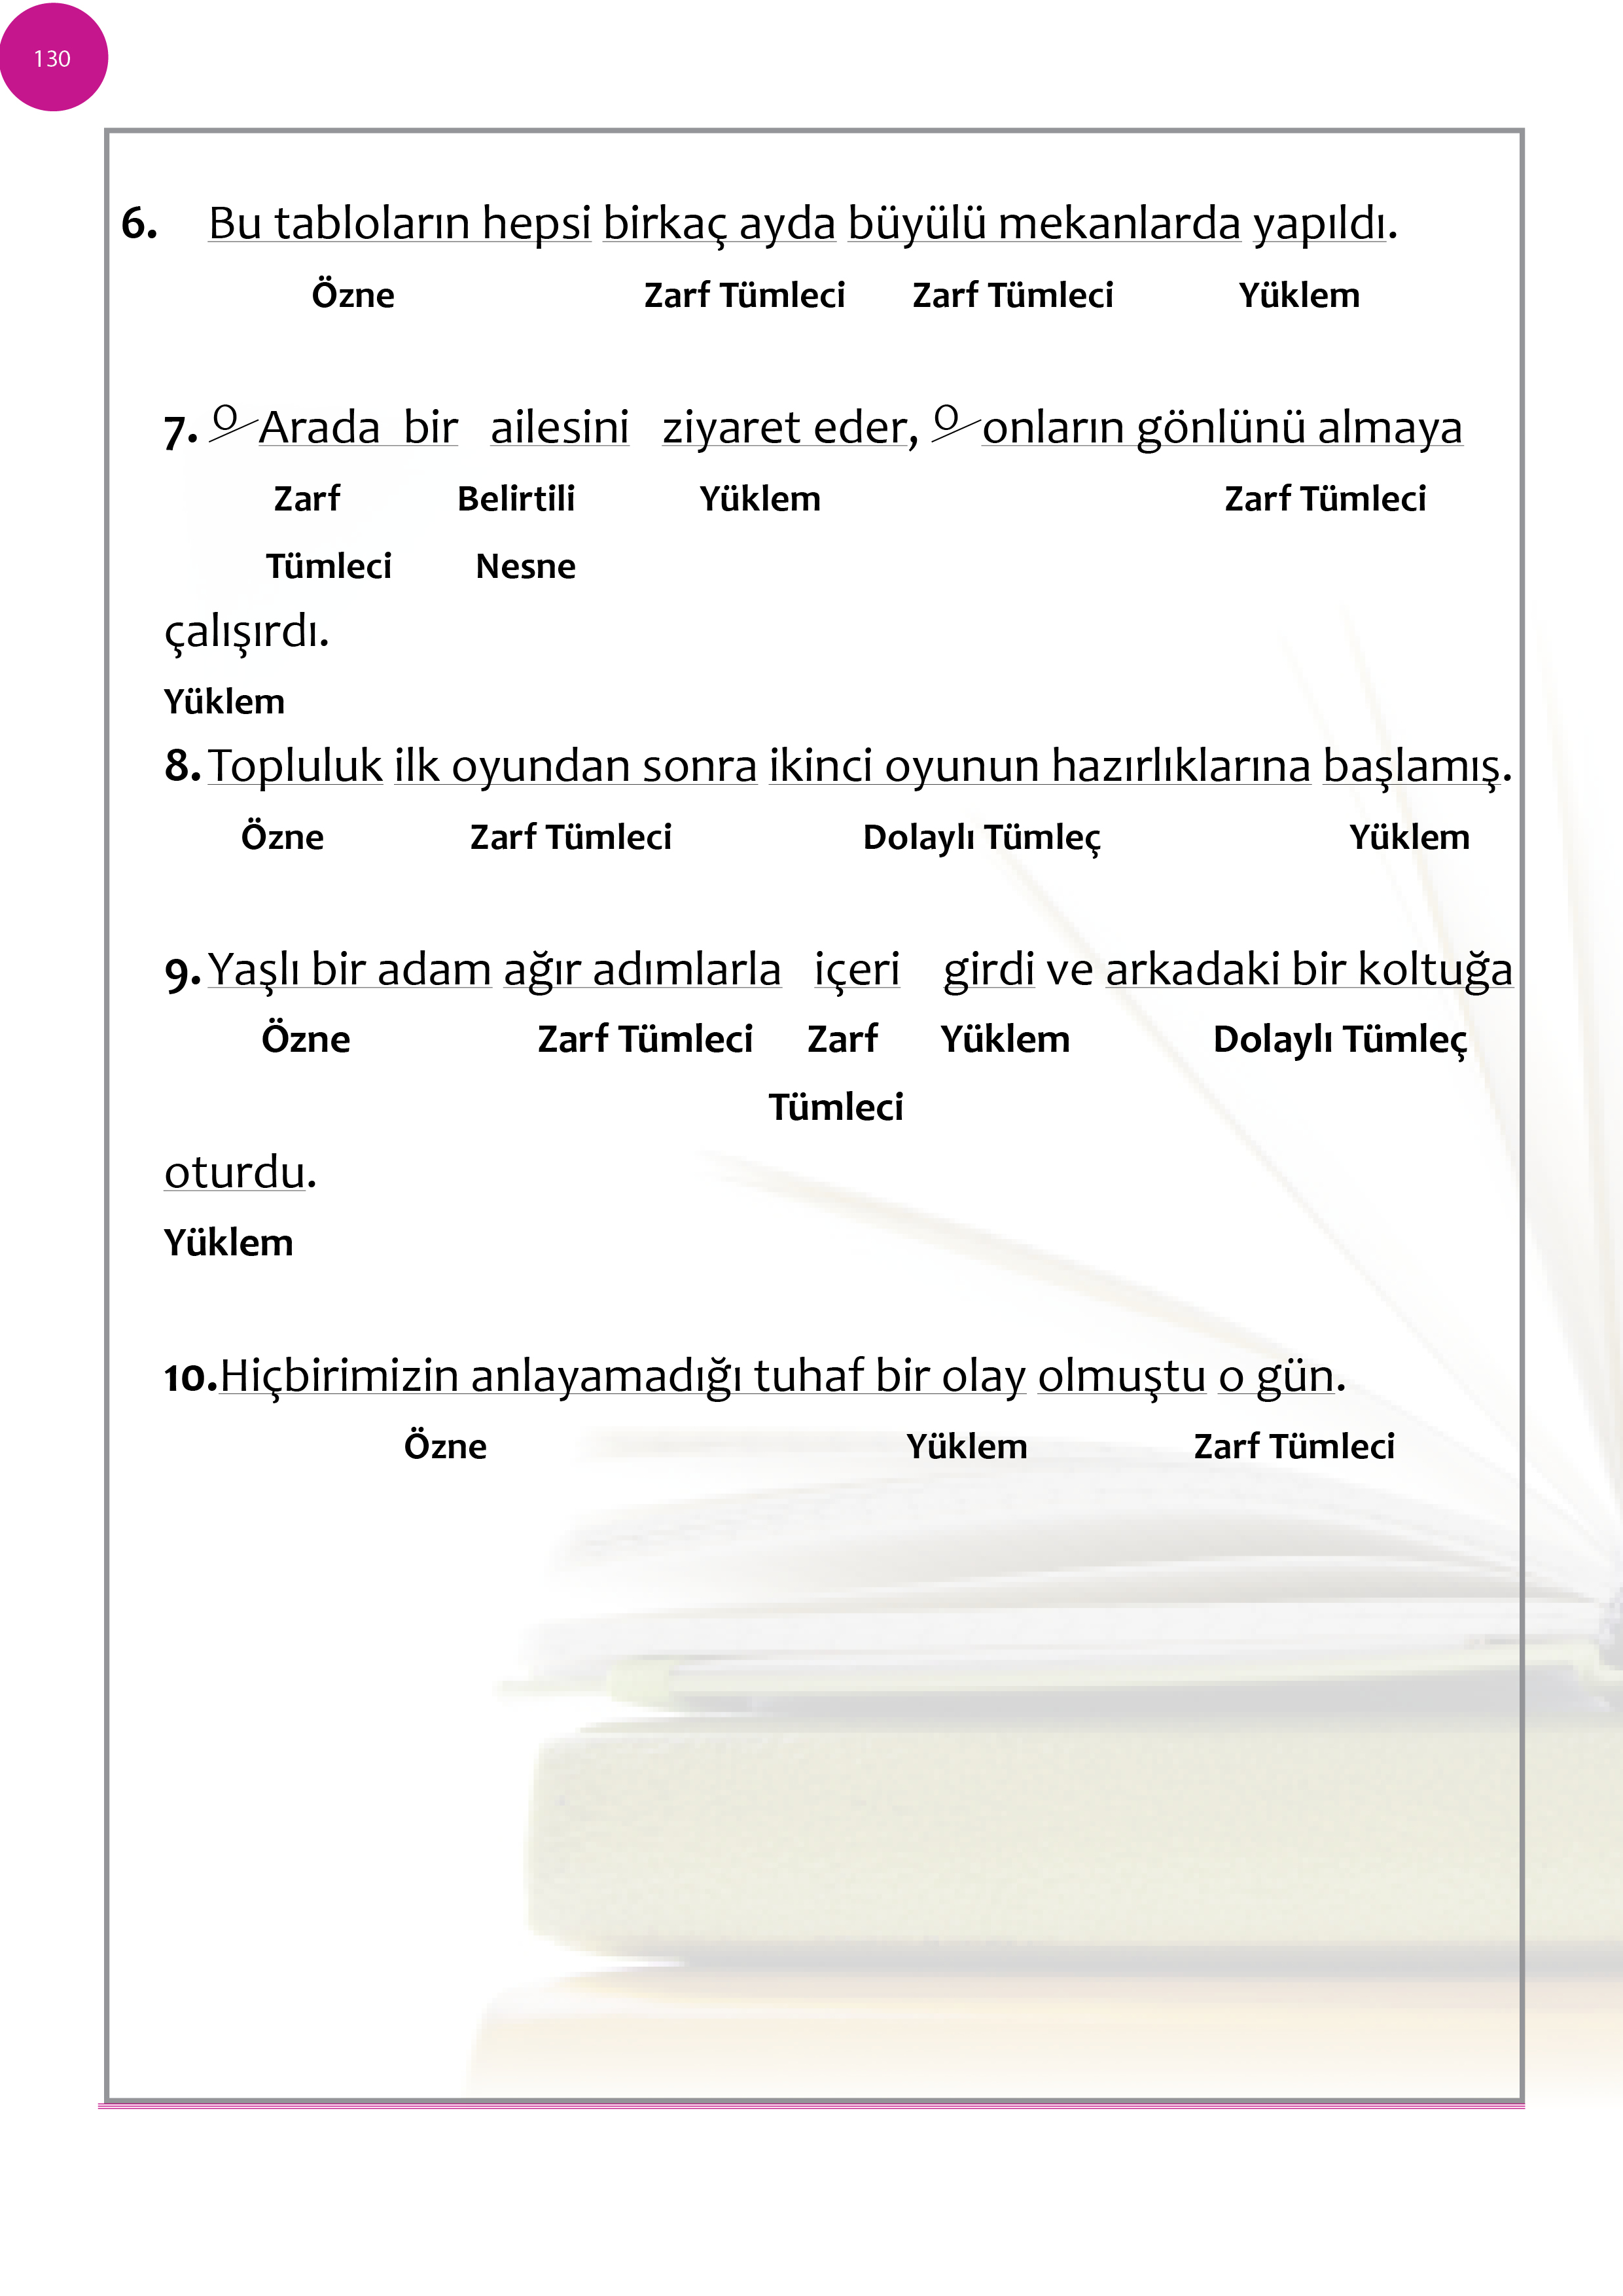 130
6. Bu tabloların hepsi birkaç ayda büyülü mekanlarda yapıldı.
Özne Zarf Tümleci Zarf Tümleci Yüklem
7. O Arada bir ailesini ziyaret eder, O onların gönlünü almaya
Zarf Belirtili Yüklem Zarf Tümleci
Tümleci Nesne
çalışırdı.
Yüklem
8. Topluluk ilk oyundan sonra ikinci oyunun hazırlıklarına başlamış.
Özne Zarf Tümleci Dolaylı Tümleç Yüklem
9. Yaşlı bir adam ağır adımlarla içeri girdi ve arkadaki bir koltuğa
Özne Zarf Tümleci Zarf Yüklem Dolaylı Tümleç
Tümleci
oturdu.
Yüklem
10.Hiçbirimizin anlayamadığı tuhaf bir olay olmuştu o gün.
Özne Yüklem Zarf Tümleci